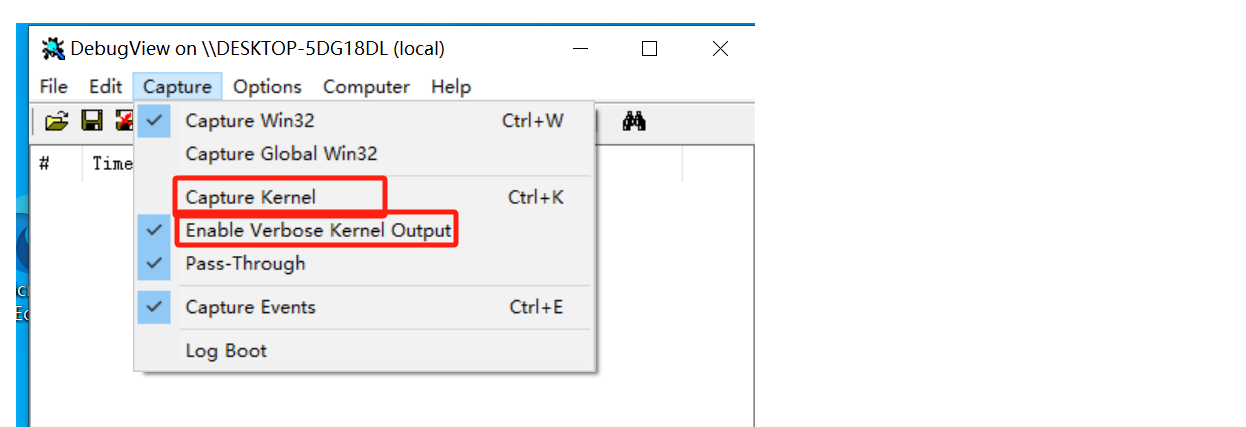 DebugView on \\DESKTOP-5DG18DL (local)
File Edit Capture Options Computer Help
Capture Win32 Ctrl+W
Capture Global Win32
# Time
Capture Kernel Ctrl+K
Enable Verbose Kernel Output
Pass-Through
Capture Events Ctrl+E
Log Boot